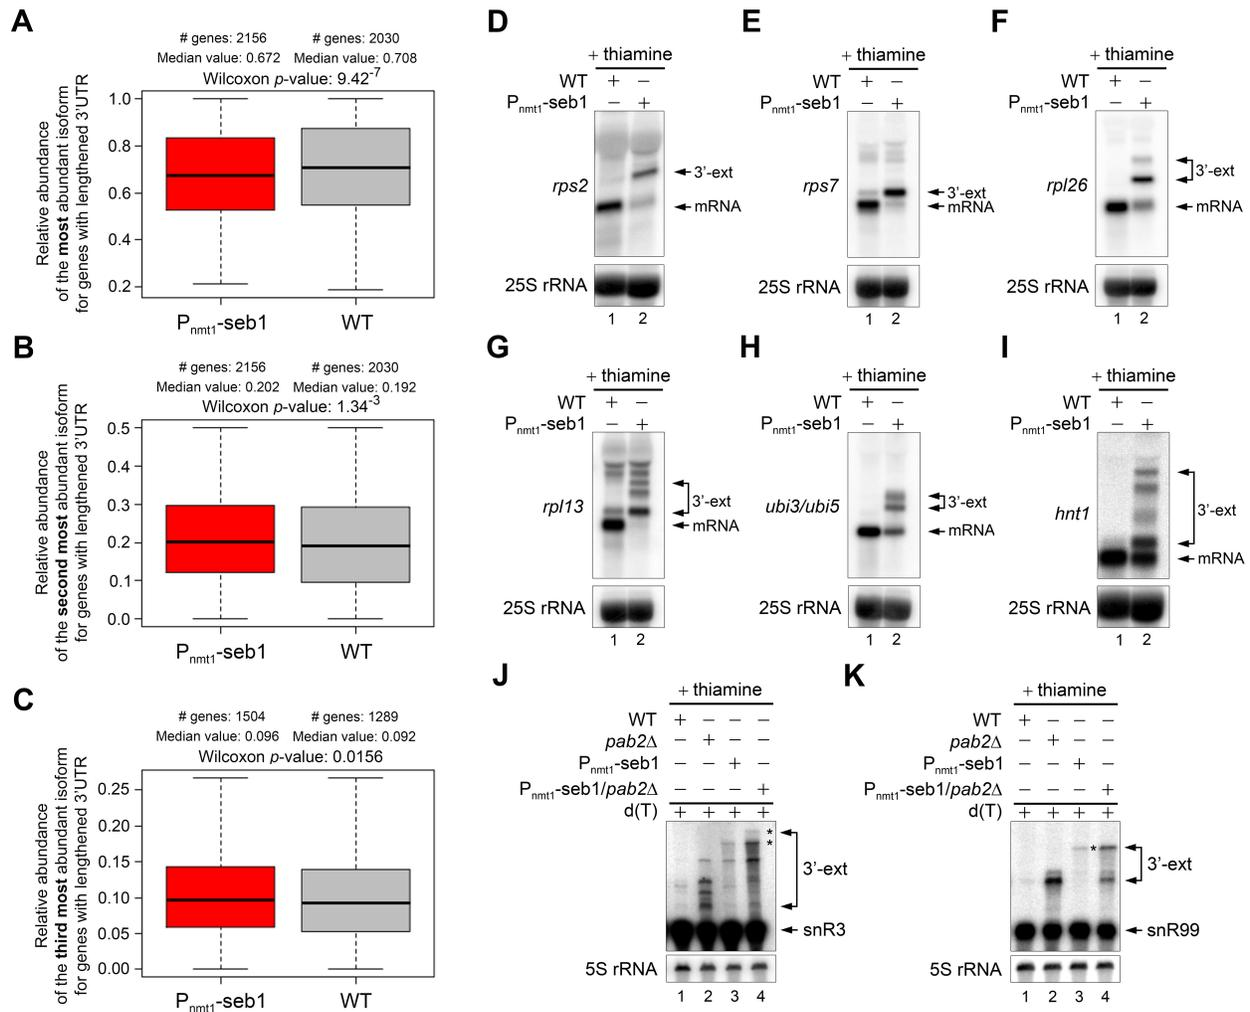 A
# genes: 2156 # genes: 2030
Median value: 0.672 Median value: 0.708
Wilcoxon p-value: 9.42-7
Relative abundance
of the most abundant isoform
for genes with lengthened 3'UTR
1.0
0.8
0.6
0.4
0.2
Pnmt1-seb1 WT
B
# genes: 2156 # genes: 2030
Median value: 0.202 Median value: 0.192
Wilcoxon p-value: 1.34-3
Relative abundance
of the second most abundant isoform
for genes with lengthened 3'UTR
0.5
0.4
0.3
0.2
0.1
0.0
Pnmt1-seb1 WT
C
# genes: 1504 # genes: 1289
Median value: 0.096 Median value: 0.092
Wilcoxon p-value: 0.0156
Relative abundance
of the third most abundant isoform
for genes with lengthened 3'UTR
0.25
0.20
0.15
0.10
0.05
0.00
Pnmt1-seb1 WT
D
+ thiamine
WT + −
Pnmt1-seb1 − +
rps2
3'-ext
mRNA
25S rRNA
1 2
E
+ thiamine
WT + −
Pnmt1-seb1 − +
rps7
3'-ext
mRNA
25S rRNA
1 2
F
+ thiamine
WT + −
Pnmt1-seb1 − +
rpl26
3'-ext
mRNA
25S rRNA
1 2
G
+ thiamine
WT + −
Pnmt1-seb1 − +
rpl13
3'-ext
mRNA
25S rRNA
1 2
H
+ thiamine
WT + −
Pnmt1-seb1 − +
ubi3/ubi5
3'-ext
mRNA
25S rRNA
1 2
I
+ thiamine
WT + −
Pnmt1-seb1 − +
hnt1
3'-ext
mRNA
25S rRNA
1 2
J
+ thiamine
WT + − − −
pab2Δ − + − −
Pnmt1-seb1 − − + −
Pnmt1-seb1/pab2Δ − − − +
d(T) + + + +
*
*
3'-ext
snR3
5S rRNA
1 2 3 4
K
+ thiamine
WT + − − −
pab2Δ − + − −
Pnmt1-seb1 − − + −
Pnmt1-seb1/pab2Δ − − − +
d(T) + + + +
*
3'-ext
snR99
5S rRNA
1 2 3 4